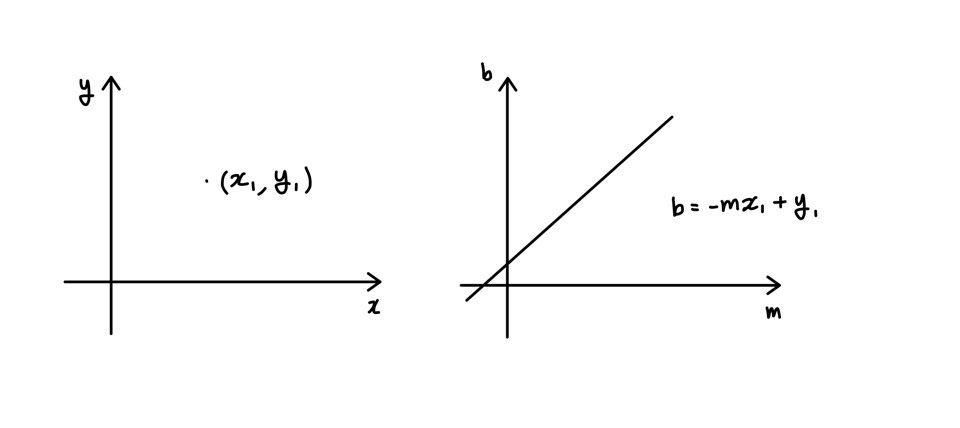 y
(x₁, y₁)
x
b
b = -mx₁ + y₁
m